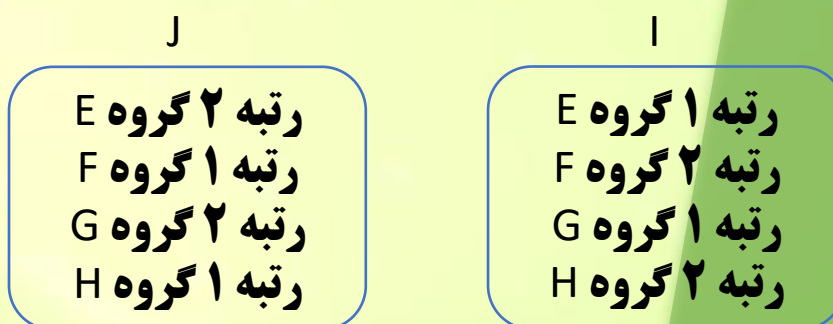 I
رتبه ۱ گروه E
رتبه ۲ گروه F
رتبه ۱ گروه G
رتبه ۲ گروه H
J
رتبه ۲ گروه E
رتبه ۱ گروه F
رتبه ۲ گروه G
رتبه ۱ گروه H